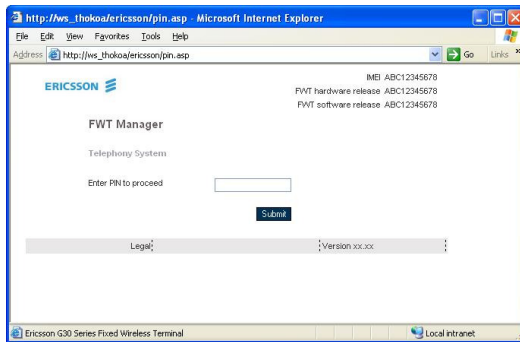 http://ws_thokoa/ericsson/pin.asp - Microsoft Internet Explorer
File Edit View Favorites Tools Help
Address http://ws_thokoa/ericsson/pin.asp Go Links »
ERICSSON
IMEI ABC12345678
FWT hardware release ABC12345678
FWT software release ABC12345678
FWT Manager
Telephony System
Enter PIN to proceed
Submit
Legal Version xx.xx
Ericsson G30 Series Fixed Wireless Terminal Local intranet